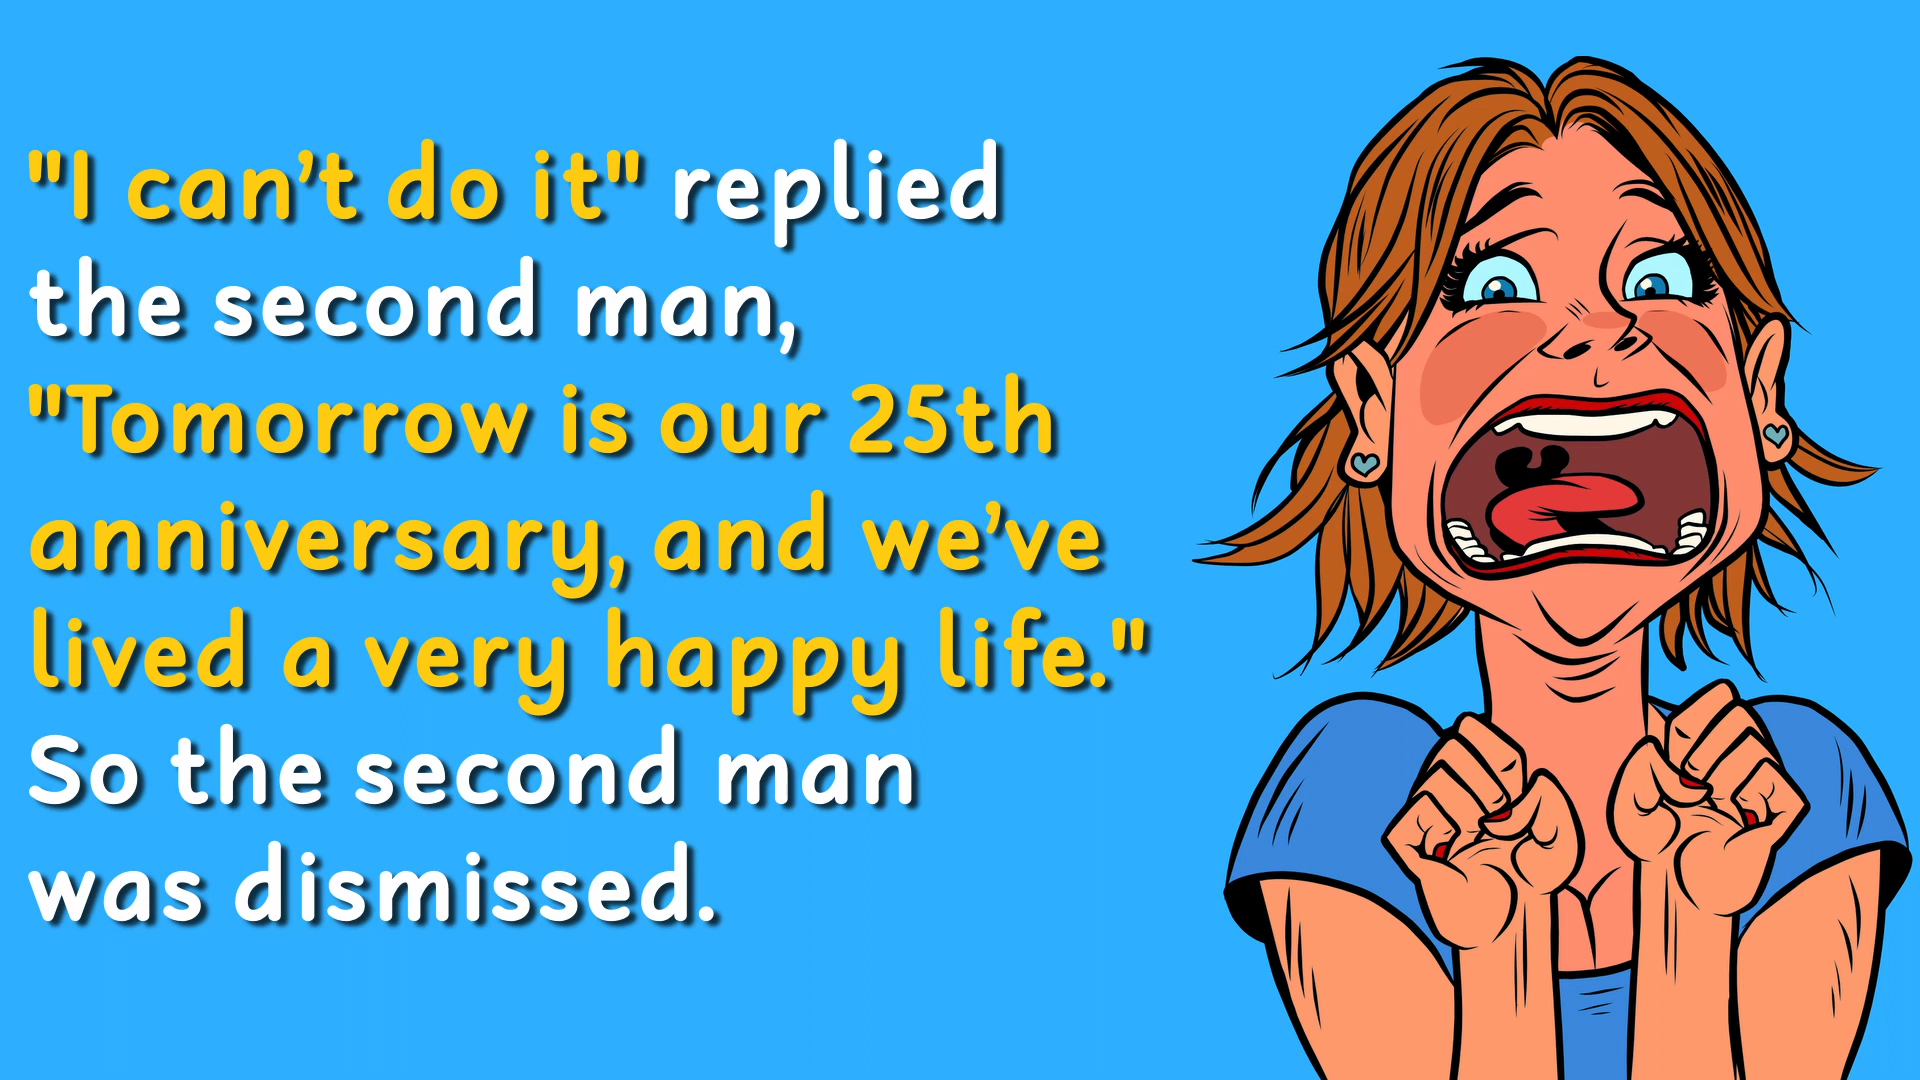 "I can’t do it" replied
the second man,
"Tomorrow is our 25th
anniversary, and we’ve
lived a very happy life."
So the second man
was dismissed.